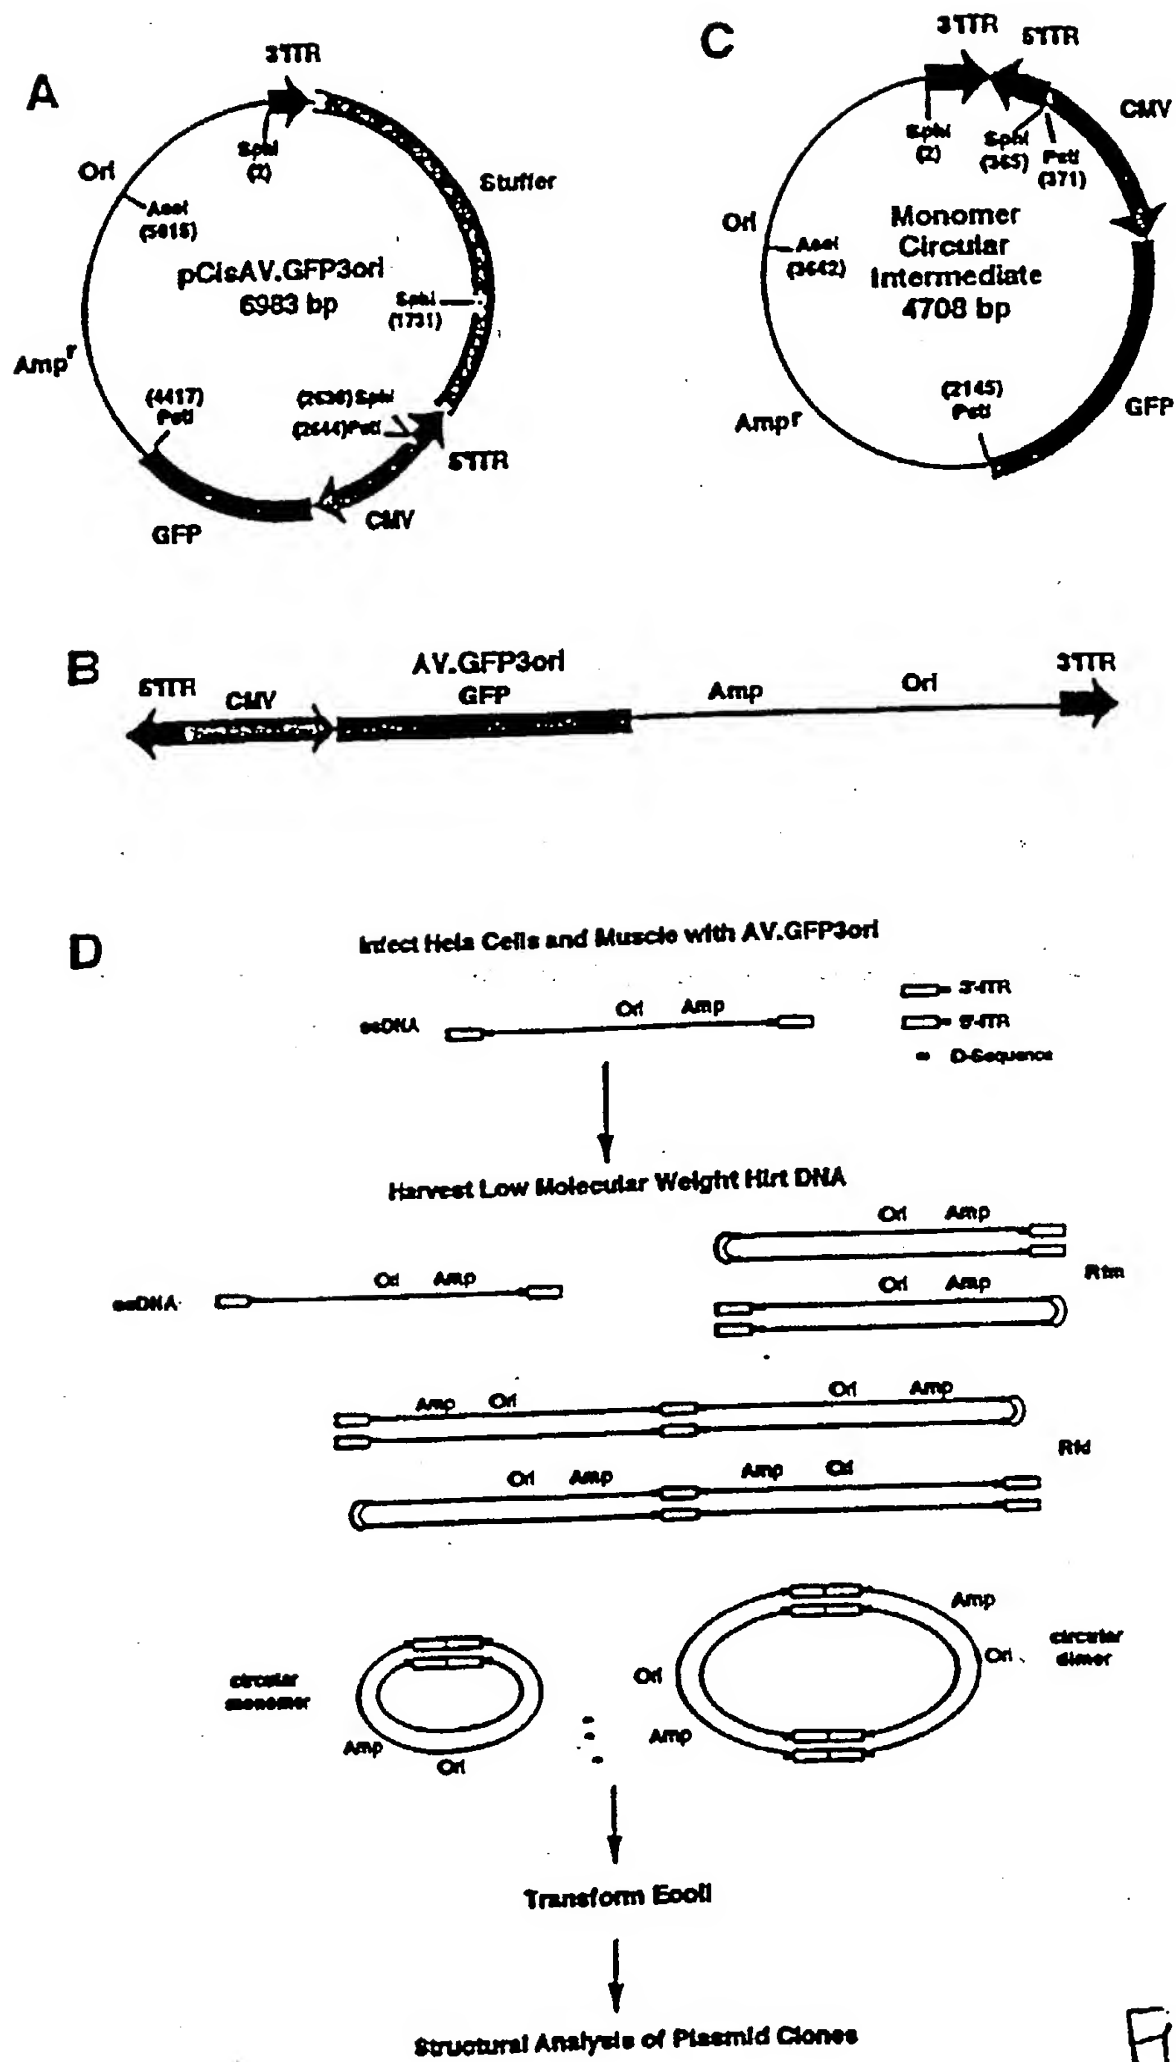 A
3'ITR
SphI
(2)
Ori
AseI
(5918)
Stuffer
pCisAV.GFP3ori
6983 bp
SphI
(1731)
Amp^r
(4417)
PstI
(2638)SphI
(2644)PstI
5'ITR
CMV
GFP
C
3'ITR
5'ITR
CMV
SphI
(2)
SphI
(365)
PstI
(371)
Ori
AseI
(3642)
Monomer
Circular
Intermediate
4708 bp
(2145)
PstI
Amp^r
GFP
B
AV.GFP3ori
5'ITR
CMV
GFP
Amp
Ori
3'ITR
D
Infect Hela Cells and Muscle with AV.GFP3ori
ssDNA
Ori
Amp
3'-ITR
5'-ITR
D-Sequence
Harvest Low Molecular Weight Hirt DNA
ssDNA
Ori
Amp
Ori
Amp
Ori
Amp
Rfm
Amp
Ori
Ori
Amp
Rfd
Ori
Amp
Amp
Ori
circular
monomer
Amp
Ori
Amp
Ori
Ori
Amp
circular
dimer
Transform Ecoli
Structural Analysis of Plasmid Clones